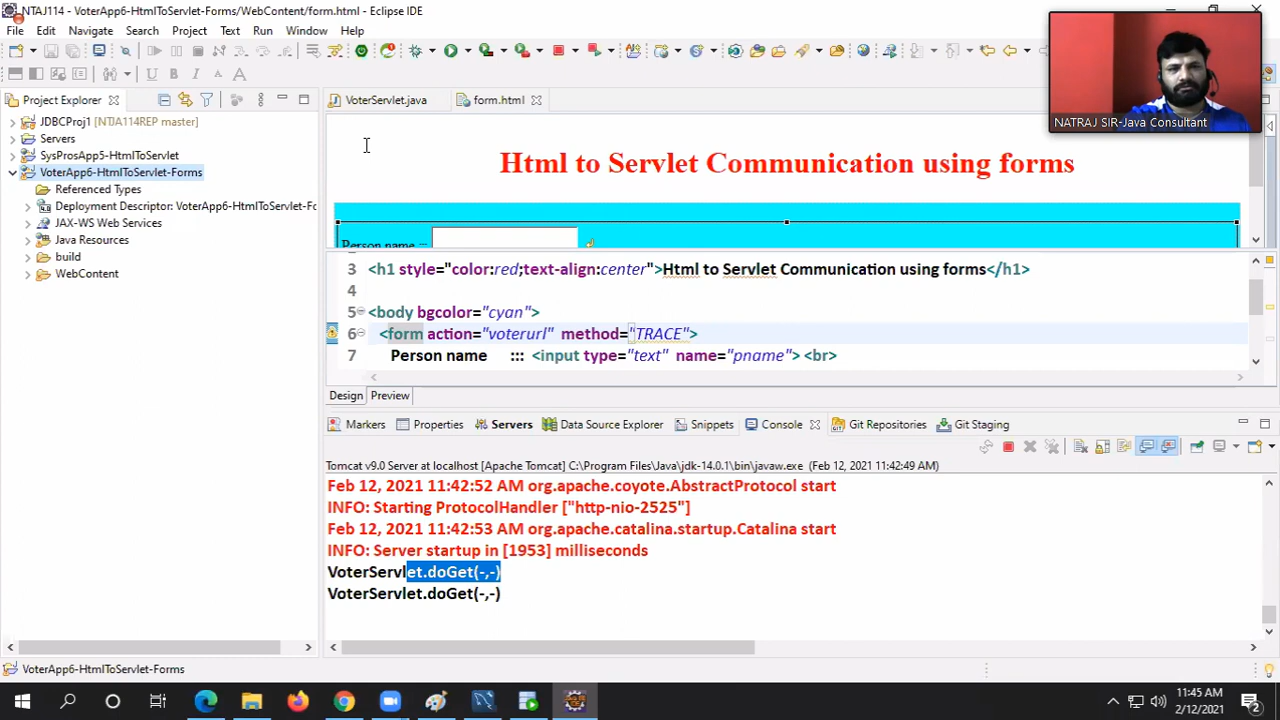 NTAJ114 - VoterApp6-HtmlToServlet-Forms/WebContent/form.html - Eclipse IDE
File Edit Navigate Search Project Text Run Window Help
NATRAJ SIR-Java Consultant
Project Explorer
VoterServlet.java form.html
JDBCProj1 [NTJA114REP master]
Servers
SysProsApp5-HtmlToServlet
VoterApp6-HtmlToServlet-Forms
Referenced Types
Deployment Descriptor: VoterApp6-HtmlToServlet-Fo
JAX-WS Web Services
Java Resources
build
WebContent
Html to Servlet Communication using forms
Person name =
3 <h1 style="color:red;text-align:center">Html to Servlet Communication using forms</h1>
4
5 <body bgcolor="cyan">
6 <form action="voterurl" method="TRACE">
7 Person name ::: <input type="text" name="pname"> <br>
Design Preview
Markers Properties Servers Data Source Explorer Snippets Console Git Repositories Git Staging
Tomcat v9.0 Server at localhost [Apache Tomcat] C:\Program Files\Java\jdk-14.0.1\bin\javaw.exe (Feb 12, 2021 11:42:49 AM)
Feb 12, 2021 11:42:52 AM org.apache.coyote.AbstractProtocol start
INFO: Starting ProtocolHandler ["http-nio-2525"]
Feb 12, 2021 11:42:53 AM org.apache.catalina.startup.Catalina start
INFO: Server startup in [1953] milliseconds
VoterServlet.doGet(-,-)
VoterServlet.doGet(-,-)
VoterApp6-HtmlToServlet-Forms
11:45 AM
2/12/2021
2